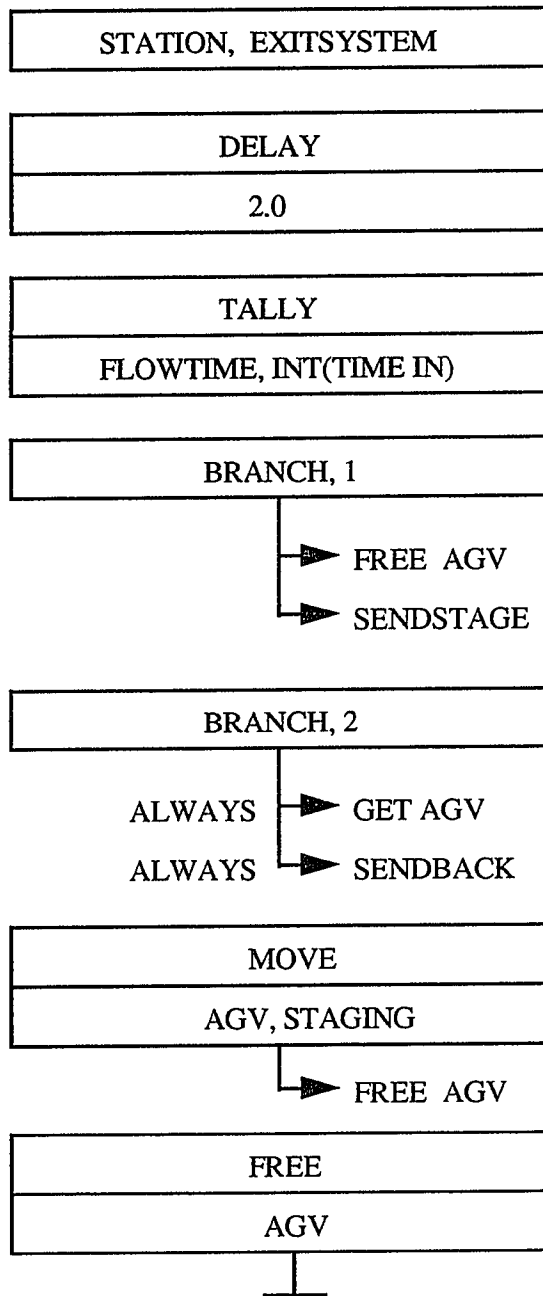 STATION, EXITSYSTEM
DELAY
2.0
TALLY
FLOWTIME, INT(TIME IN)
BRANCH, 1
FREE AGV
SENDSTAGE
BRANCH, 2
ALWAYS GET AGV
ALWAYS SENDBACK
MOVE
AGV, STAGING
FREE AGV
FREE
AGV